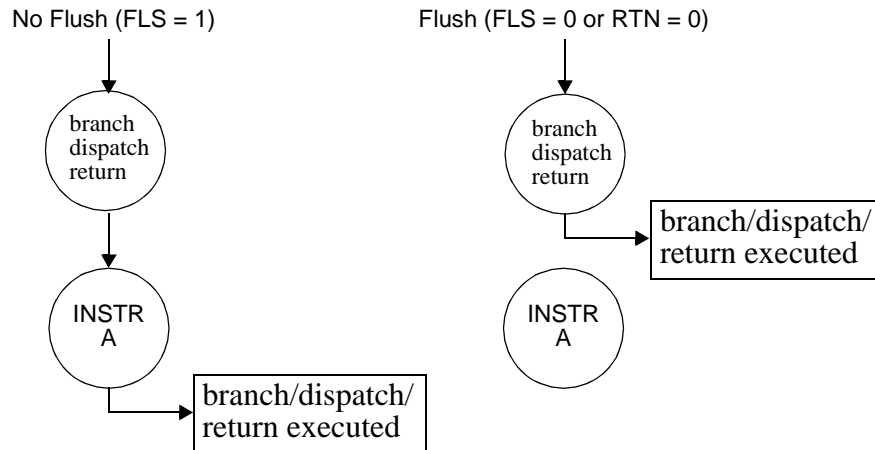 No Flush (FLS = 1)
branch
dispatch
return
INSTR
A
branch/dispatch/
return executed
Flush (FLS = 0 or RTN = 0)
branch
dispatch
return
branch/dispatch/
return executed
INSTR
A